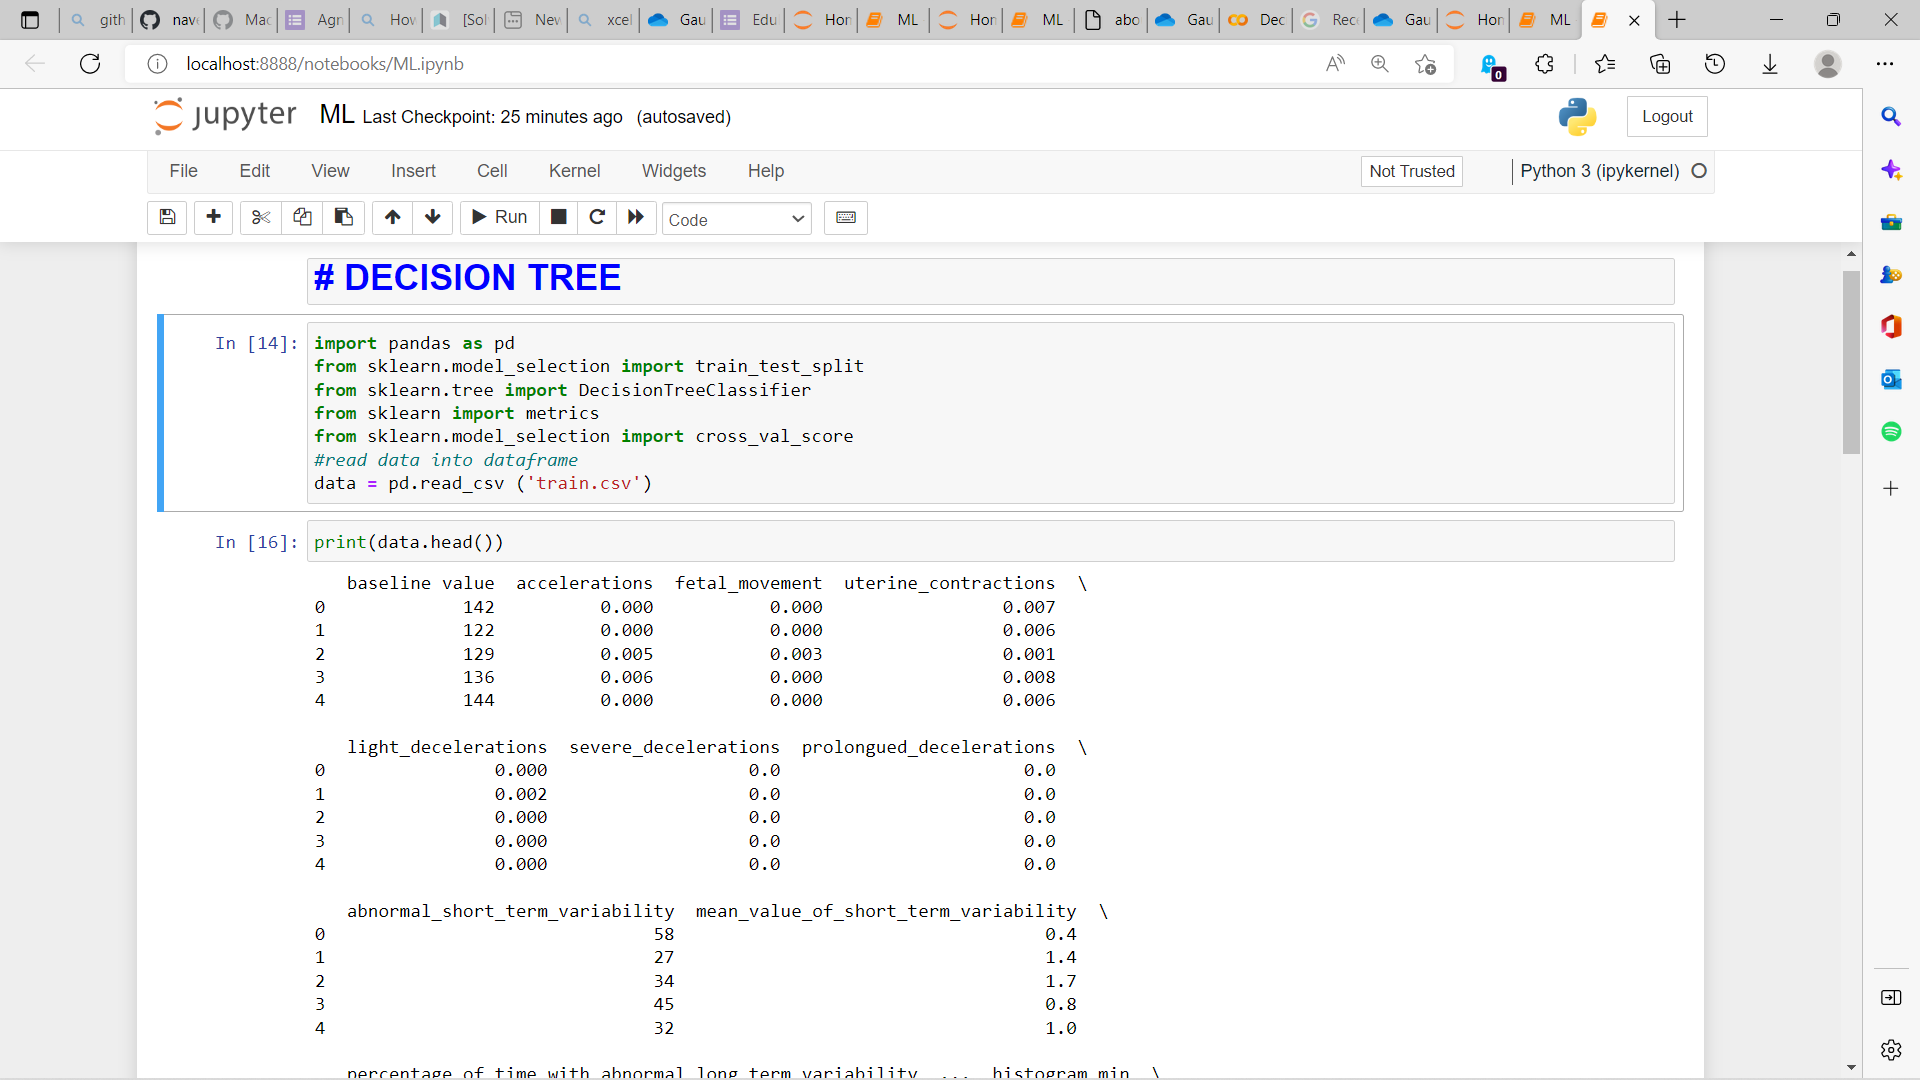 gith nav Mac Agn How [Sol New xcel Gau Edu Hon ML Hon ML abo Gau Dec Rec Gau Hon ML
localhost:8888/notebooks/ML.ipynb
0
jupyter ML Last Checkpoint: 25 minutes ago (autosaved)
Logout
File Edit View Insert Cell Kernel Widgets Help Not Trusted Python 3 (ipykernel)
Run Code
# DECISION TREE
In [14]: import pandas as pd
from sklearn.model_selection import train_test_split
from sklearn.tree import DecisionTreeClassifier
from sklearn import metrics
from sklearn.model_selection import cross_val_score
#read data into dataframe
data = pd.read_csv ('train.csv')
In [16]: print(data.head())
baseline value accelerations fetal_movement uterine_contractions \
0 142 0.000 0.000 0.007
1 122 0.000 0.000 0.006
2 129 0.005 0.003 0.001
3 136 0.006 0.000 0.008
4 144 0.000 0.000 0.006
light_decelerations severe_decelerations prolongued_decelerations \
0 0.000 0.0 0.0
1 0.002 0.0 0.0
2 0.000 0.0 0.0
3 0.000 0.0 0.0
4 0.000 0.0 0.0
abnormal_short_term_variability mean_value_of_short_term_variability \
0 58 0.4
1 27 1.4
2 34 1.7
3 45 0.8
4 32 1.0
percentage_of_time_with_abnormal_long_term_variability ... histogram_min \